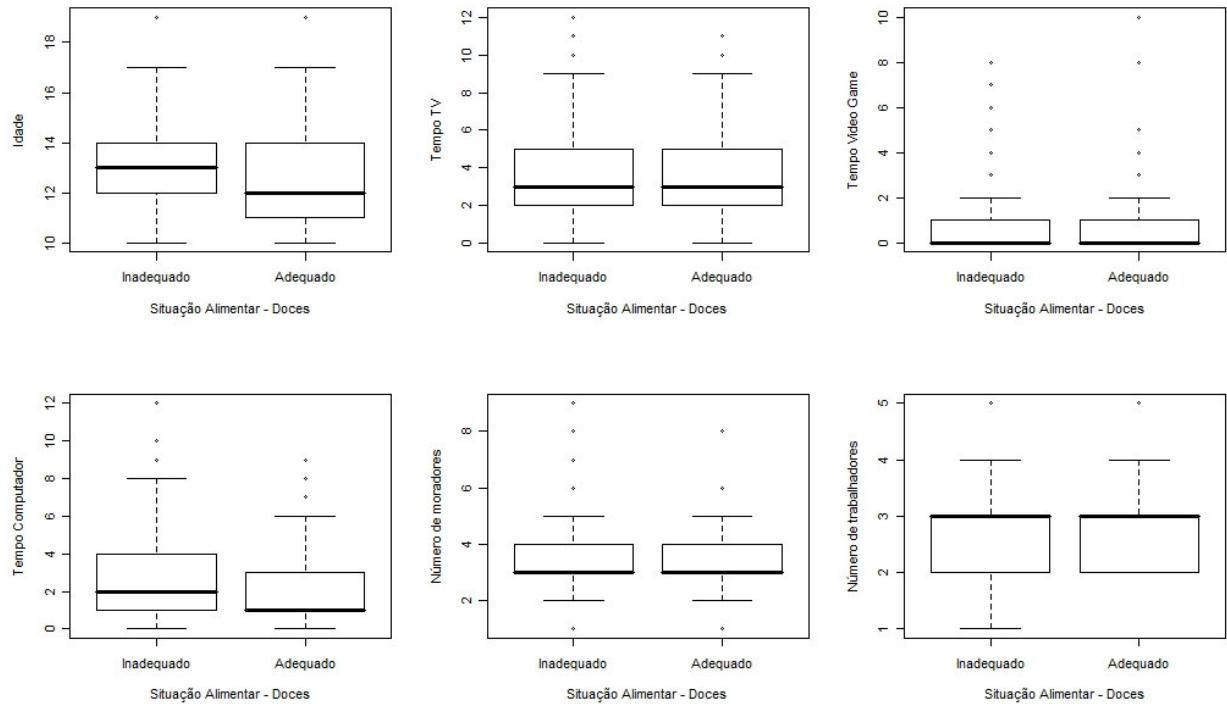 Idade
10
12
14
16
18
Inadequado
Adequado
Situação Alimentar - Doces
Tempo TV
0
2
4
6
8
10
12
Inadequado
Adequado
Situação Alimentar - Doces
Tempo Vídeo Game
0
2
4
6
8
10
Inadequado
Adequado
Situação Alimentar - Doces
Tempo Computador
0
2
4
6
8
10
12
Inadequado
Adequado
Situação Alimentar - Doces
Número de moradores
2
4
6
8
Inadequado
Adequado
Situação Alimentar - Doces
Número de trabalhadores
1
2
3
4
5
Inadequado
Adequado
Situação Alimentar - Doces